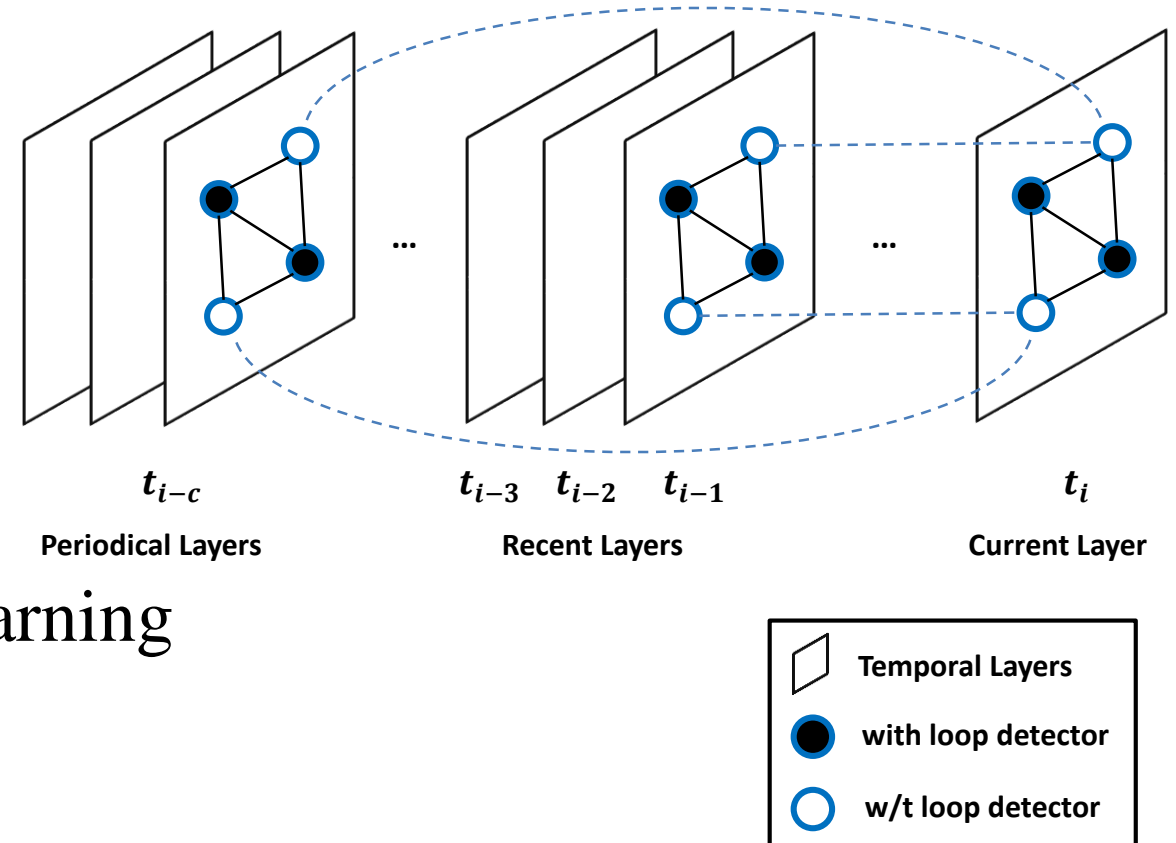 ... ...
t_{i-c} t_{i-3} t_{i-2} t_{i-1} t_i
Periodical Layers Recent Layers Current Layer
arning
Temporal Layers
with loop detector
w/t loop detector